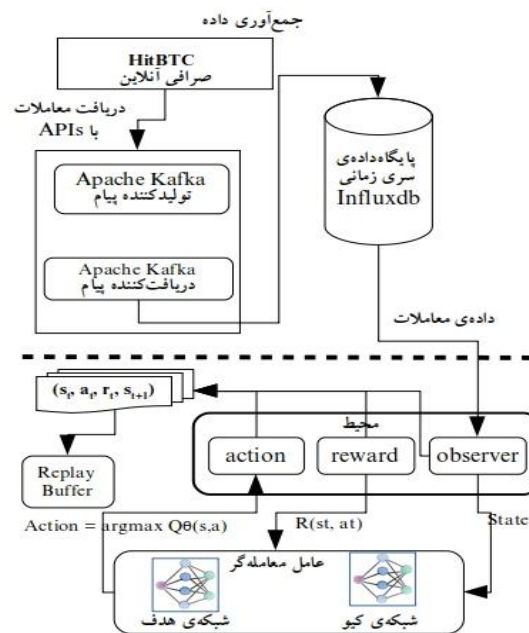 جمع‌آوری داده
HitBTC
صرافی آنلاین
دریافت معاملات
با APIs
Apache Kafka
تولیدکننده پیام
Apache Kafka
دریافت‌کننده پیام
پایگاه‌داده‌ی
سری زمانی
Influxdb
داده‌ی معاملات
(st, at, rt, st+1)
محیط
action
reward
observer
Replay
Buffer
Action = argmax Qθ(s,a)
R(st, at)
State
عامل معامله‌گر
شبکه‌ی هدف
شبکه‌ی کیو